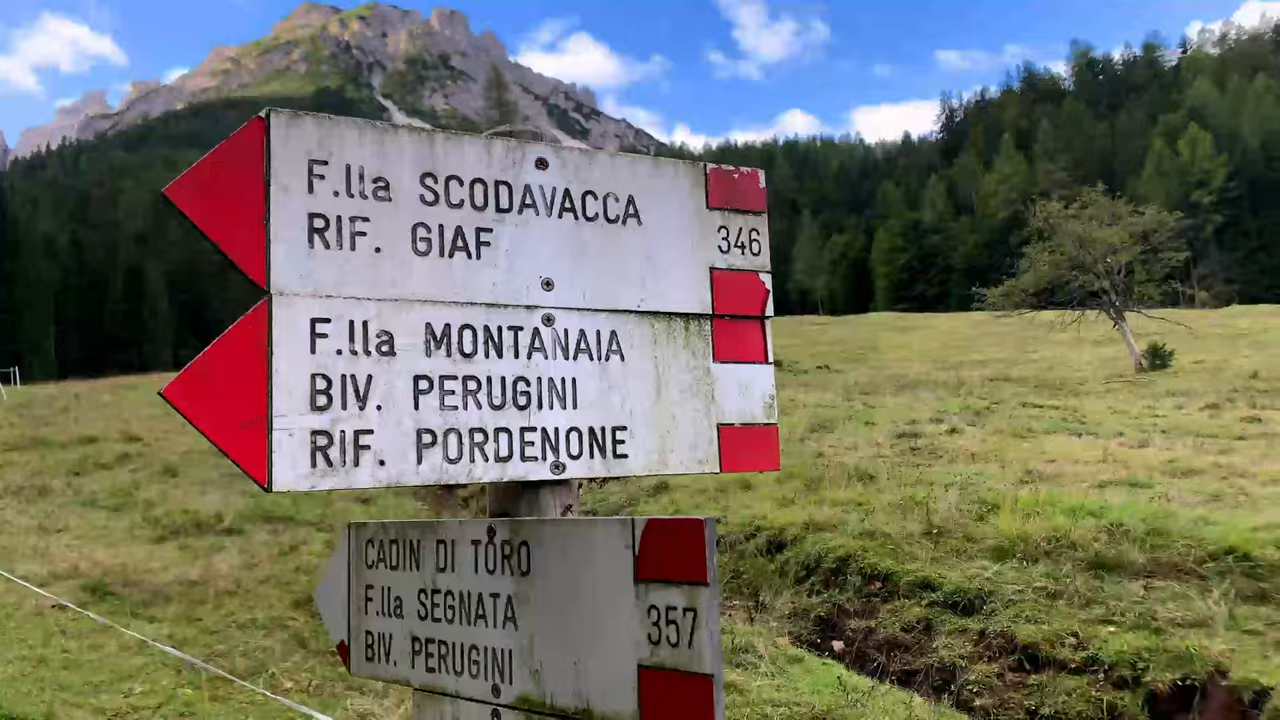 F.lla SCODAVACCA
RIF. GIAF
346
F.lla MONTANAIA
BIV. PERUGINI
RIF. PORDENONE
CADIN DI TORO
F.lla SEGNATA
BIV. PERUGINI
357